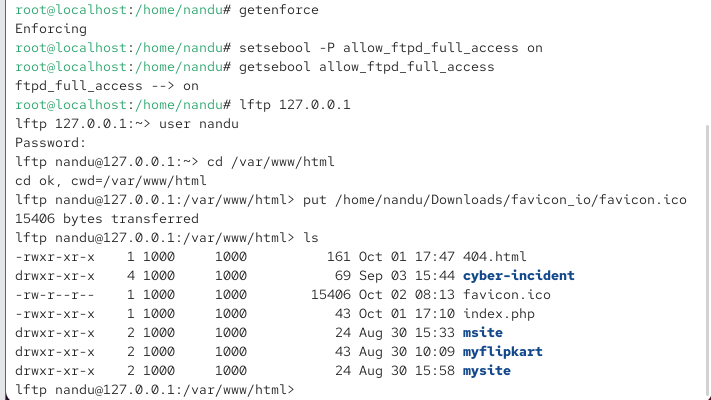 root@localhost:/home/nandu# getenforce
Enforcing
root@localhost:/home/nandu# setsebool -P allow_ftpd_full_access on
root@localhost:/home/nandu# getsebool allow_ftpd_full_access
ftpd_full_access --> on
root@localhost:/home/nandu# lftp 127.0.0.1
lftp 127.0.0.1:~> user nandu
Password:
lftp nandu@127.0.0.1:~> cd /var/www/html
cd ok, cwd=/var/www/html
lftp nandu@127.0.0.1:/var/www/html> put /home/nandu/Downloads/favicon_io/favicon.ico
15406 bytes transferred
lftp nandu@127.0.0.1:/var/www/html> ls
-rwxr-xr-x    1 1000     1000          161 Oct 01 17:47 404.html
drwxr-xr-x    4 1000     1000           69 Sep 03 15:44 cyber-incident
-rw-r--r--    1 1000     1000        15406 Oct 02 08:13 favicon.ico
-rwxr-xr-x    1 1000     1000           43 Oct 01 17:10 index.php
drwxr-xr-x    2 1000     1000           24 Aug 30 15:33 msite
drwxr-xr-x    2 1000     1000           43 Aug 30 10:09 myflipkart
drwxr-xr-x    2 1000     1000           24 Aug 30 15:58 mysite
lftp nandu@127.0.0.1:/var/www/html>